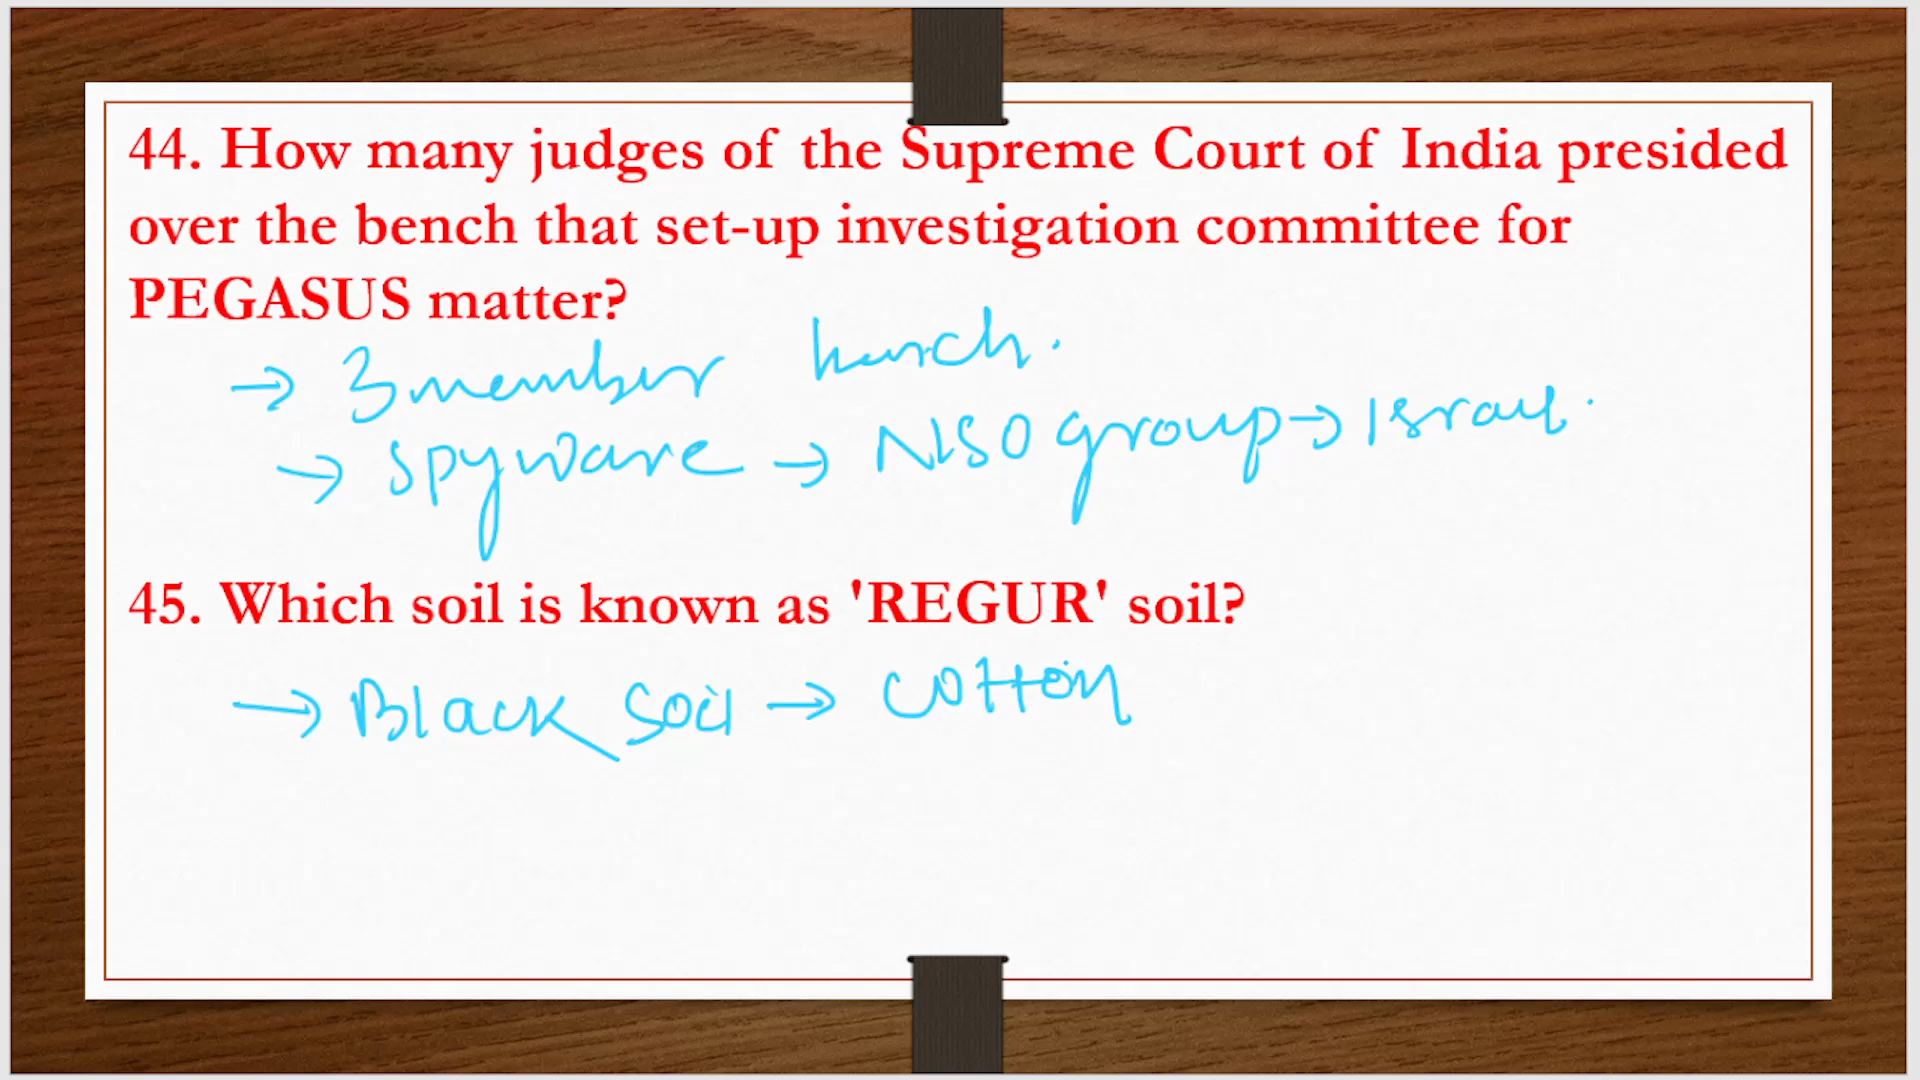 44. How many judges of the Supreme Court of India presided
over the bench that set-up investigation committee for
PEGASUS matter?
→ 3 member bench.
→ Spyware → NSO group → Israel.
45. Which soil is known as 'REGUR' soil?
→ Black soil → cotton